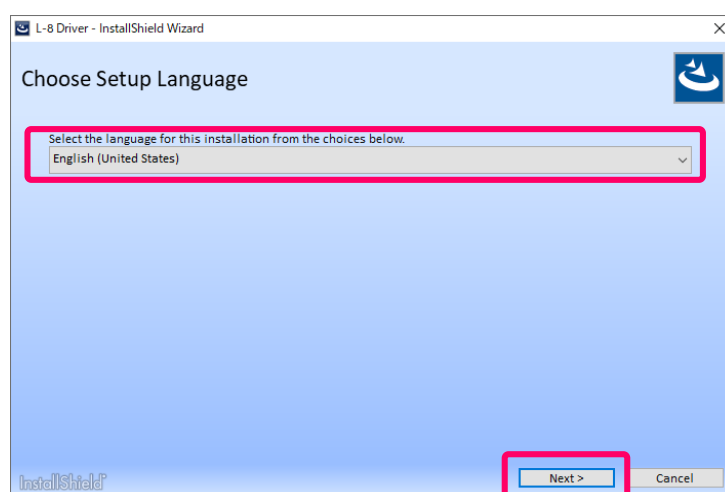 L-8 Driver - InstallShield Wizard
Choose Setup Language
Select the language for this installation from the choices below.
English (United States)
InstallShield
Next >
Cancel